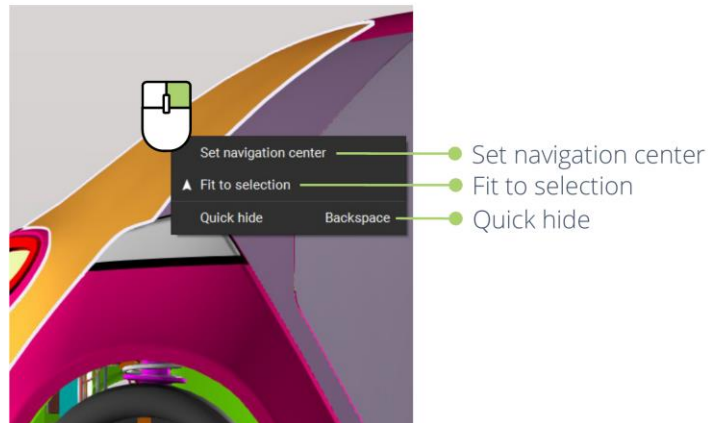 Set navigation center
Fit to selection
Quick hide Backspace
Set navigation center
Fit to selection
Quick hide